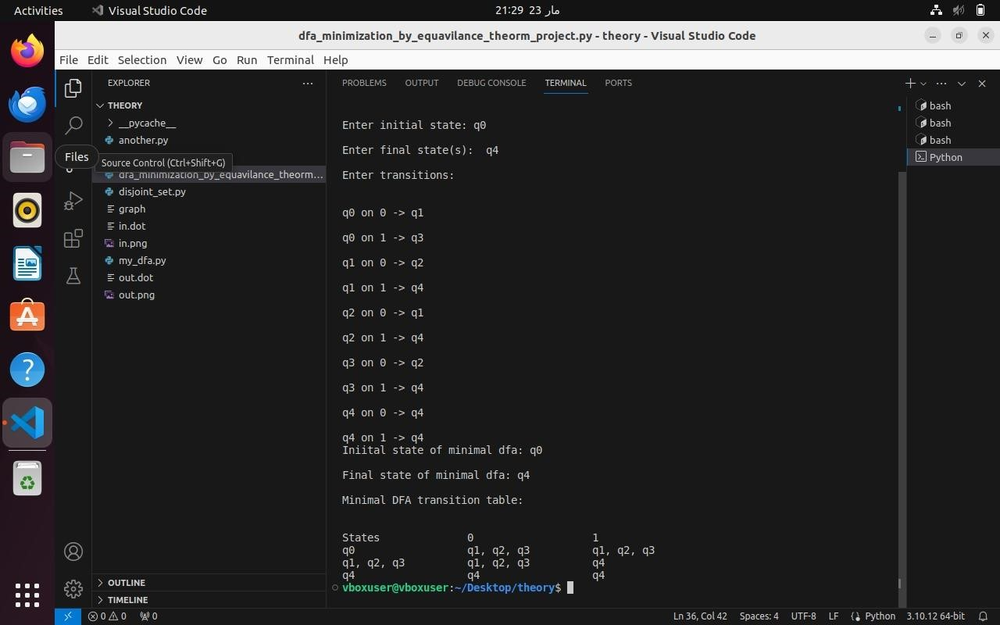 Activities Visual Studio Code 21:29 23 مار
dfa_minimization_by_equavilance_theorm_project.py - theory - Visual Studio Code
File Edit Selection View Go Run Terminal Help
EXPLORER
THEORY
__pycache__
another.py
Files
Source Control (Ctrl+Shift+G)
dfa_minimization_by_equavilance_theorm...
disjoint_set.py
graph
in.dot
in.png
my_dfa.py
out.dot
out.png
OUTLINE
TIMELINE
PROBLEMS OUTPUT DEBUG CONSOLE TERMINAL PORTS
Enter initial state: q0
Enter final state(s): q4
Enter transitions:
q0 on 0 -> q1
q0 on 1 -> q3
q1 on 0 -> q2
q1 on 1 -> q4
q2 on 0 -> q1
q2 on 1 -> q4
q3 on 0 -> q2
q3 on 1 -> q4
q4 on 0 -> q4
q4 on 1 -> q4
Iniital state of minimal dfa: q0
Final state of minimal dfa: q4
Minimal DFA transition table:
States 0 1
q0 q1, q2, q3 q1, q2, q3
q1, q2, q3 q1, q2, q3 q4
q4 q4 q4
vboxuser@vboxuser:~/Desktop/theory$
bash
bash
bash
Python
0 0 0 Ln 36, Col 42 Spaces: 4 UTF-8 LF Python 3.10.12 64-bit